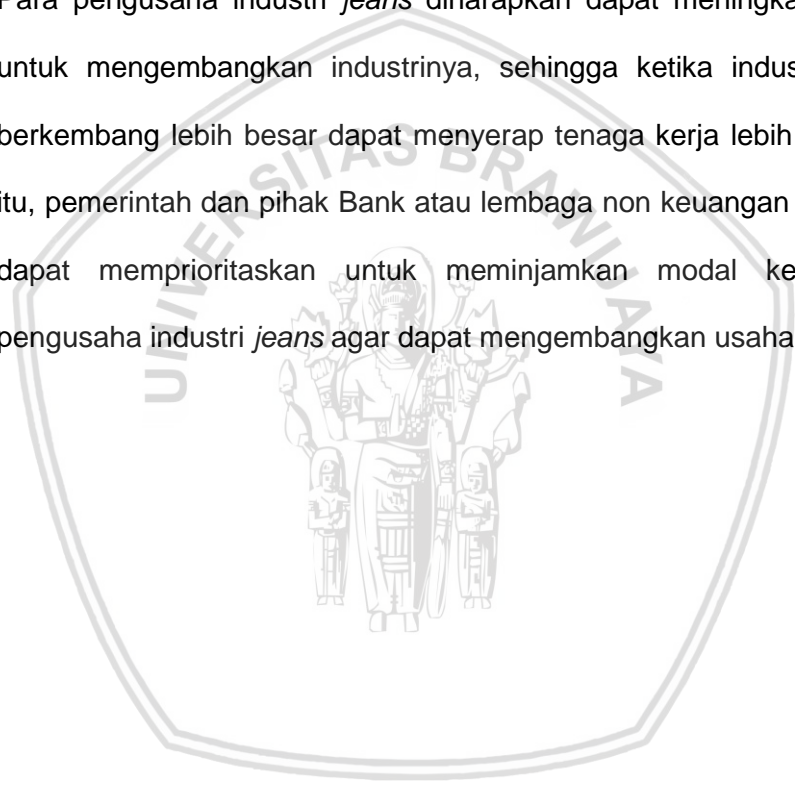 Para pengusaha industri jeans diharapkan dapat meningka
untuk mengembangkan industrinya, sehingga ketika indus
berkembang lebih besar dapat menyerap tenaga kerja lebih
itu, pemerintah dan pihak Bank atau lembaga non keuangan
dapat memprioritaskan untuk meminjamkan modal ke
pengusaha industri jeans agar dapat mengembangkan usaha
UNIVERSITAS BRAWIJAYA